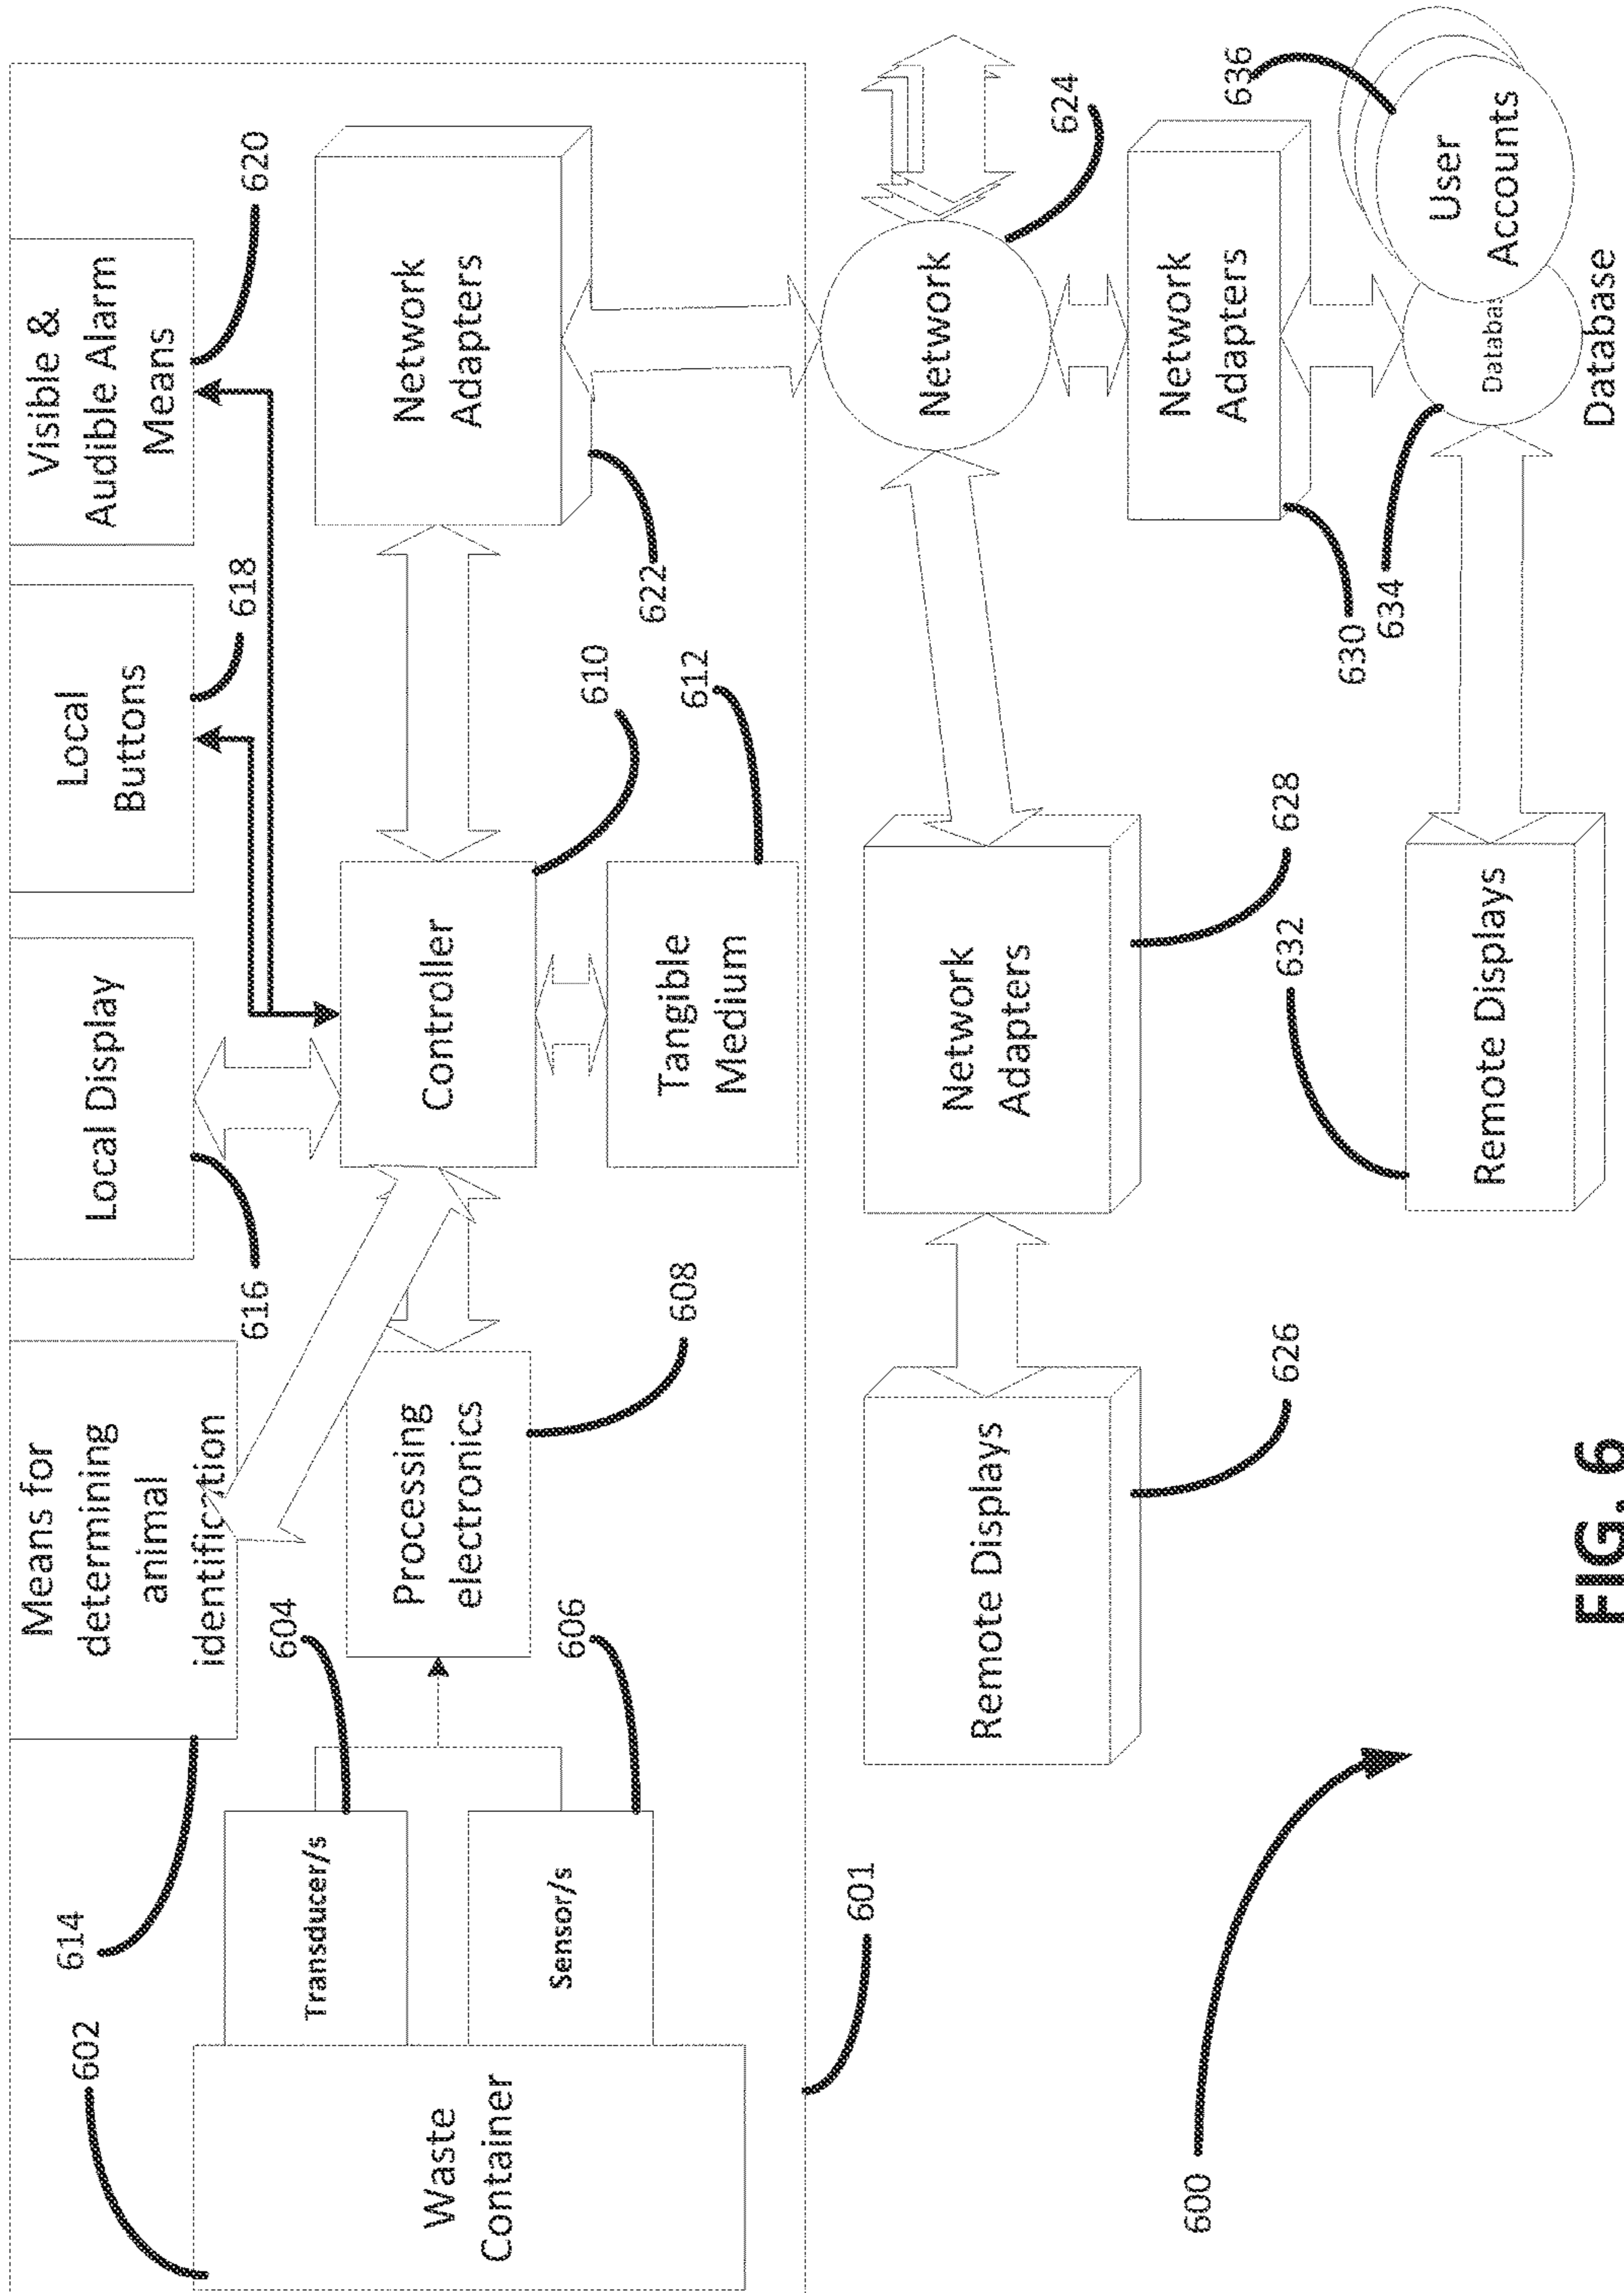 602
614
Means for
determining
animal
identification
616
Local Display
Local
Buttons
618
Visible &
Audible Alarm
Means
620
Waste
Container
Transducer/s
604
Sensor/s
606
Processing
electronics
608
Controller
610
Tangible
Medium
612
Network
Adapters
622
601
Remote Displays
626
Network
Adapters
628
Network
624
600
632
Remote Displays
630
Network
Adapters
634
636
User
Accounts
Databas
Database
FIG. 6